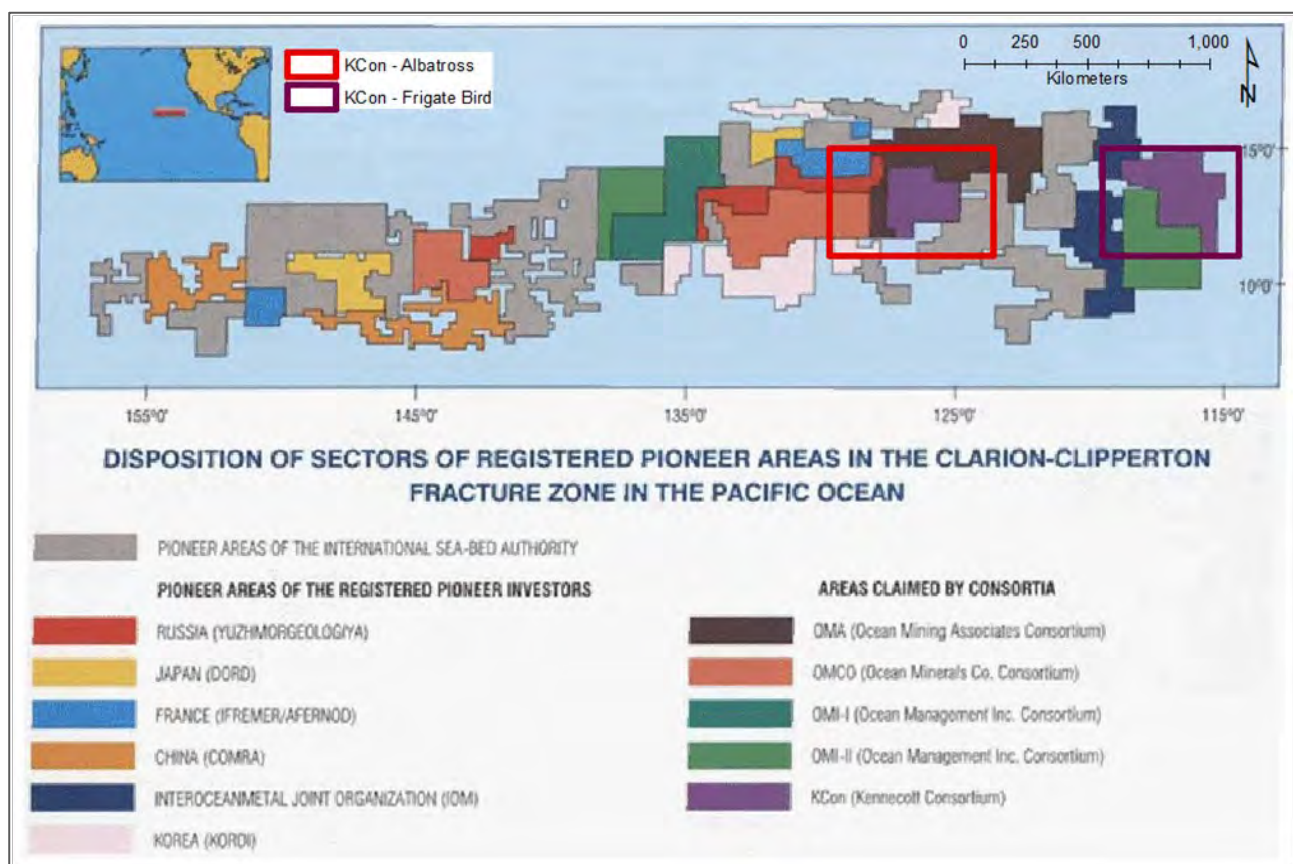 KCon - Albatross
KCon - Frigate Bird
0 250 500 1,000
Kilometers
N
15°0'
10°0'
155°0' 145°0' 135°0' 125°0' 115°0'
DISPOSITION OF SECTORS OF REGISTERED PIONEER AREAS IN THE CLARION-CLIPPERTON
FRACTURE ZONE IN THE PACIFIC OCEAN
PIONEER AREAS OF THE INTERNATIONAL SEA-BED AUTHORITY
PIONEER AREAS OF THE REGISTERED PIONEER INVESTORS
RUSSIA (YUZHMORGEOLOGIYA)
JAPAN (DORD)
FRANCE (IFREMER/AFERNOD)
CHINA (COMRA)
INTEROCEANMETAL JOINT ORGANIZATION (IOM)
KOREA (KORDI)
AREAS CLAIMED BY CONSORTIA
OMA (Ocean Mining Associates Consortium)
OMCO (Ocean Minerals Co. Consortium)
OMI-I (Ocean Management Inc. Consortium)
OMI-II (Ocean Management Inc. Consortium)
KCon (Kennecott Consortium)